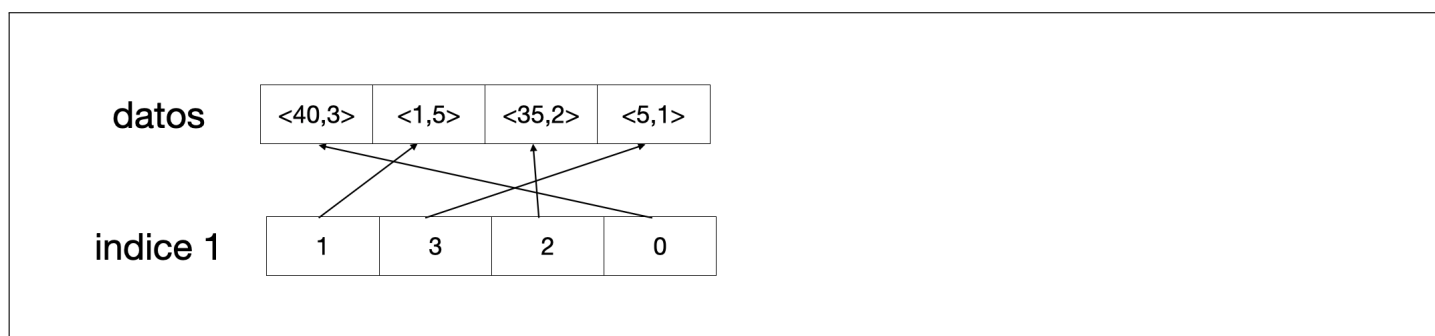 datos <40,3> <1,5> <35,2> <5,1>
indice 1 1 3 2 0